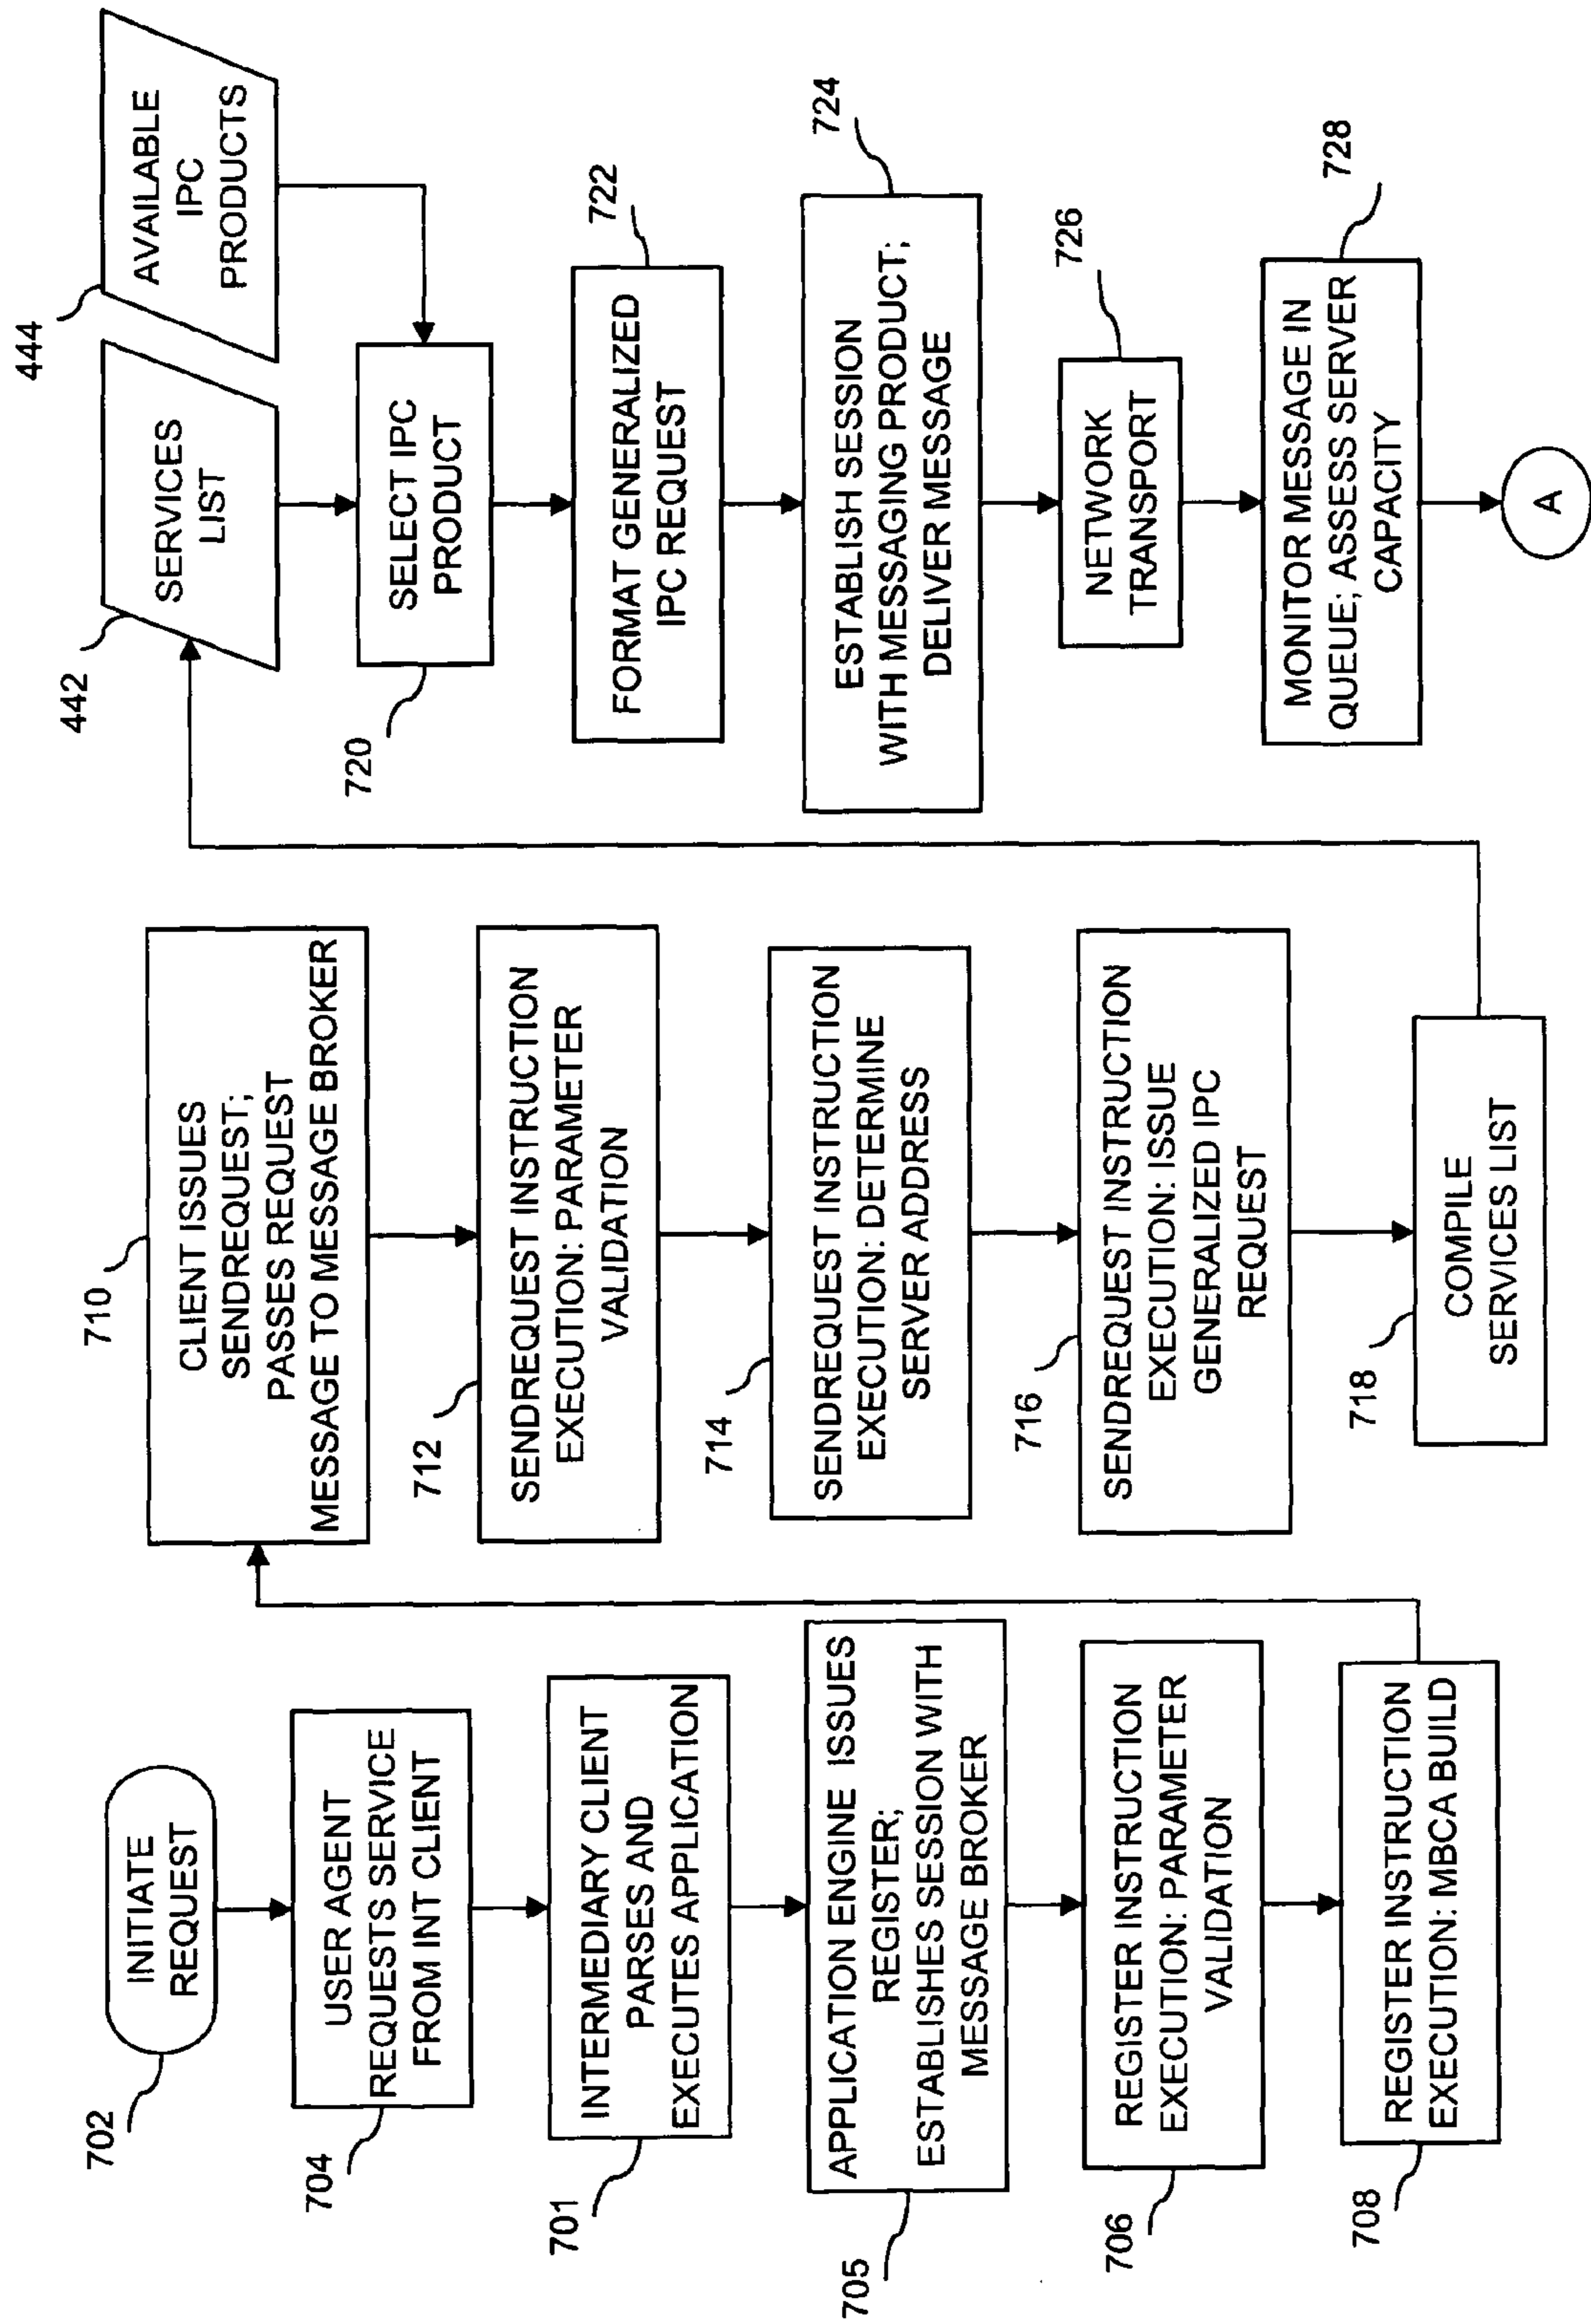 702
INITIATE
REQUEST
704
USER AGENT
REQUESTS SERVICE
FROM INT CLIENT
701
INTERMEDIARY CLIENT
PARSES AND
EXECUTES APPLICATION
705
APPLICATION ENGINE ISSUES
REGISTER;
ESTABLISHES SESSION WITH
MESSAGE BROKER
706
REGISTER INSTRUCTION
EXECUTION: PARAMETER
VALIDATION
708
REGISTER INSTRUCTION
EXECUTION: MBCA BUILD
710
CLIENT ISSUES
SENDREQUEST;
PASSES REQUEST
MESSAGE TO MESSAGE BROKER
712
SENDREQUEST INSTRUCTION
EXECUTION: PARAMETER
VALIDATION
714
SENDREQUEST INSTRUCTION
EXECUTION: DETERMINE
SERVER ADDRESS
716
SENDREQUEST INSTRUCTION
EXECUTION: ISSUE
GENERALIZED IPC
REQUEST
718
COMPILE
SERVICES LIST
442
SERVICES
LIST
444
AVAILABLE
IPC
PRODUCTS
720
SELECT IPC
PRODUCT
722
FORMAT GENERALIZED
IPC REQUEST
724
ESTABLISH SESSION
WITH MESSAGING PRODUCT;
DELIVER MESSAGE
726
NETWORK
TRANSPORT
728
MONITOR MESSAGE IN
QUEUE; ASSESS SERVER
CAPACITY
A